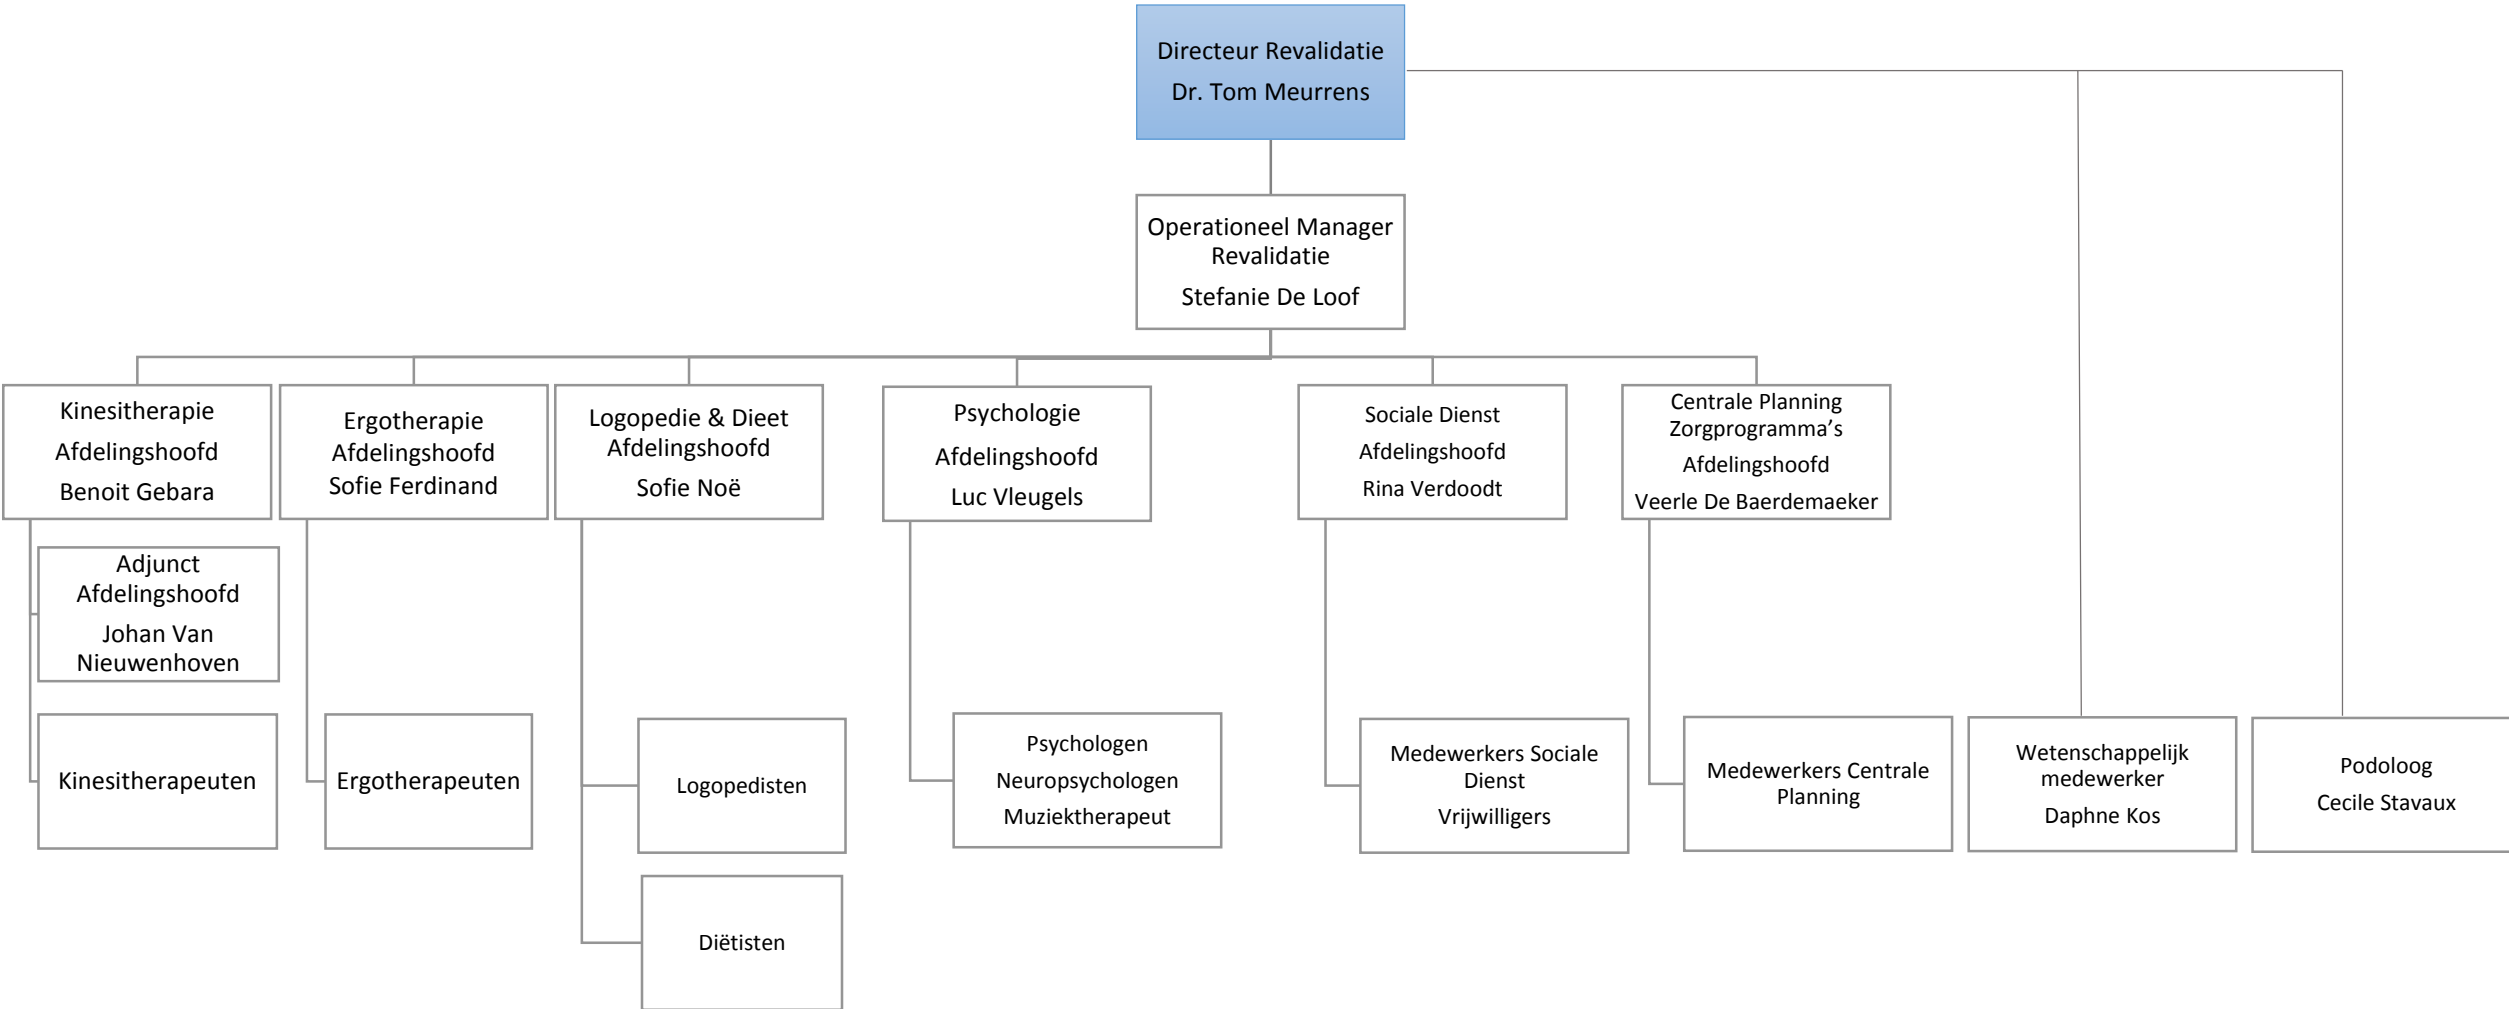 Directeur Revalidatie
Dr. Tom Meurrens
Operationeel Manager
Revalidatie
Stefanie De Loof
Kinesitherapie
Afdelingshoofd
Benoit Gebara
Ergotherapie
Afdelingshoofd
Sofie Ferdinand
Logopedie & Dieet
Afdelingshoofd
Sofie Noë
Psychologie
Afdelingshoofd
Luc Vleugels
Sociale Dienst
Afdelingshoofd
Rina Verdoodt
Centrale Planning
Zorgprogramma’s
Afdelingshoofd
Veerle De Baerdemaeker
Adjunct
Afdelingshoofd
Johan Van
Nieuwenhoven
Kinesitherapeuten
Ergotherapeuten
Logopedisten
Psychologen
Neuropsychologen
Muziektherapeut
Medewerkers Sociale
Dienst
Vrijwilligers
Medewerkers Centrale
Planning
Wetenschappelijk
medewerker
Daphne Kos
Podoloog
Cecile Stavaux
Diëtisten